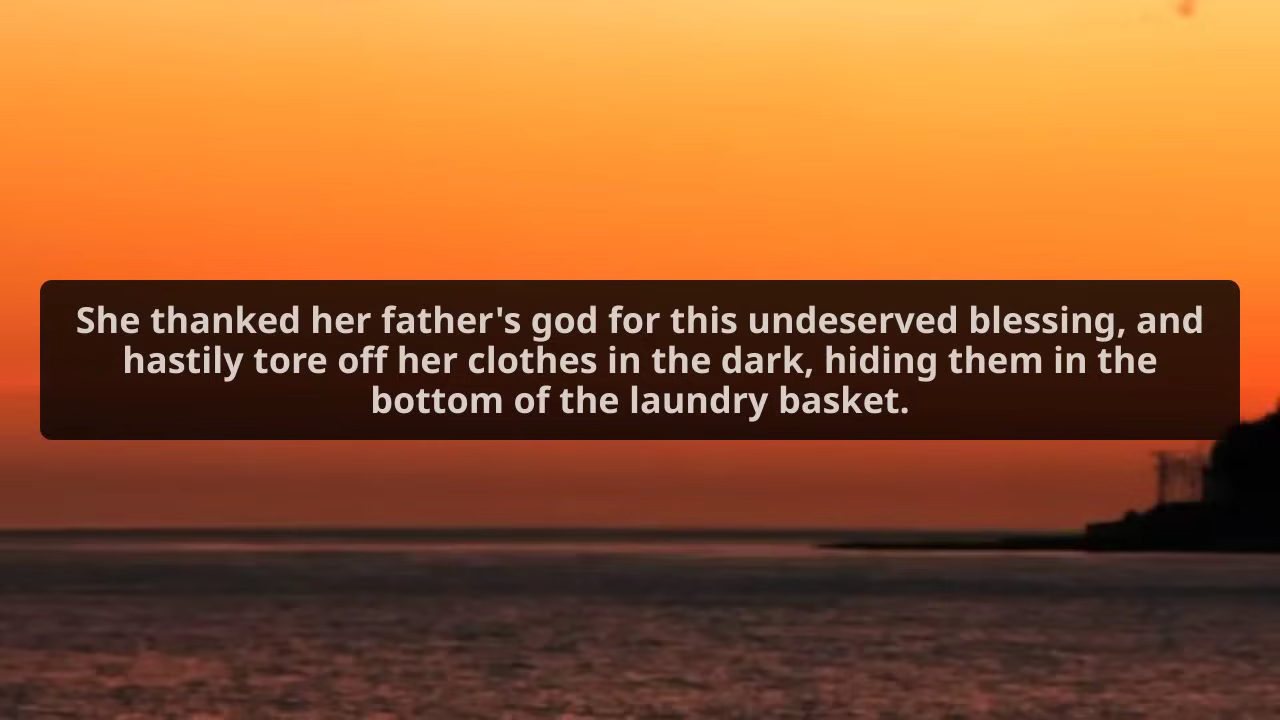 She thanked her father's god for this undeserved blessing, and
hastily tore off her clothes in the dark, hiding them in the
bottom of the laundry basket.